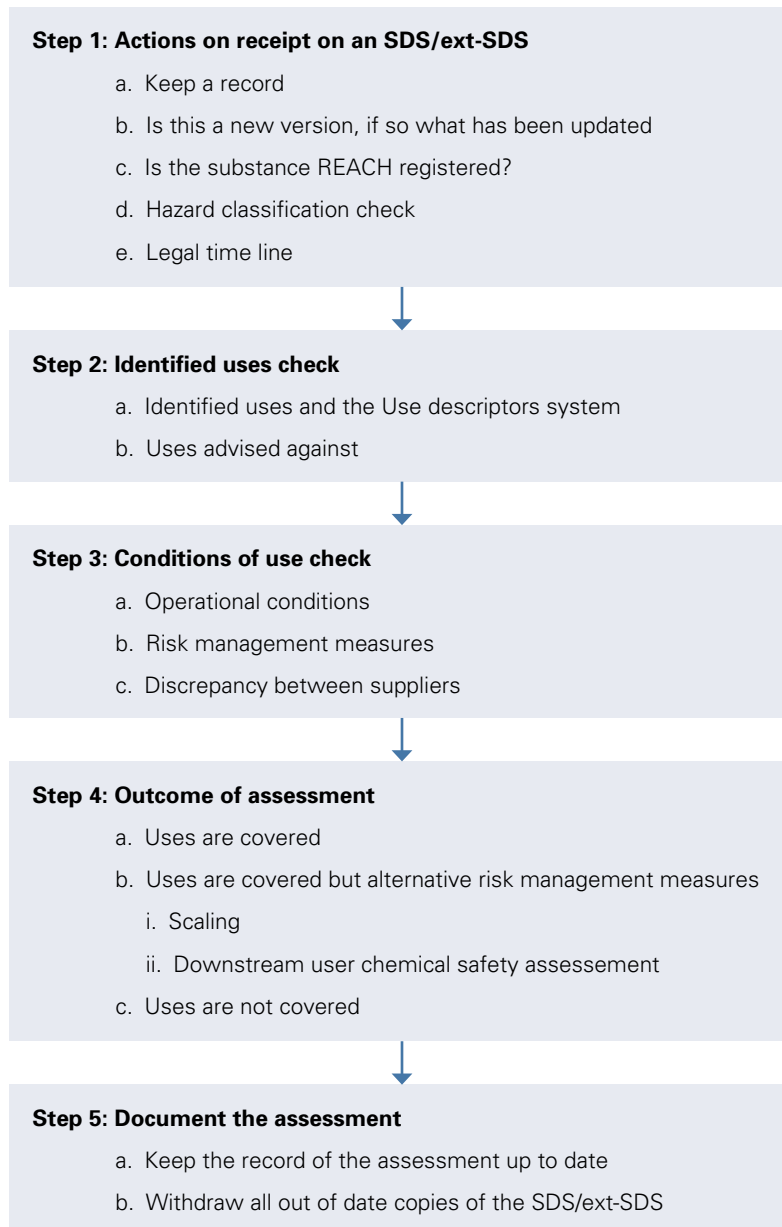 Step 1: Actions on receipt on an SDS/ext-SDS
a. Keep a record
b. Is this a new version, if so what has been updated
c. Is the substance REACH registered?
d. Hazard classification check
e. Legal time line
Step 2: Identified uses check
a. Identified uses and the Use descriptors system
b. Uses advised against
Step 3: Conditions of use check
a. Operational conditions
b. Risk management measures
c. Discrepancy between suppliers
Step 4: Outcome of assessment
a. Uses are covered
b. Uses are covered but alternative risk management measures
i. Scaling
ii. Downstream user chemical safety assessement
c. Uses are not covered
Step 5: Document the assessment
a. Keep the record of the assessment up to date
b. Withdraw all out of date copies of the SDS/ext-SDS